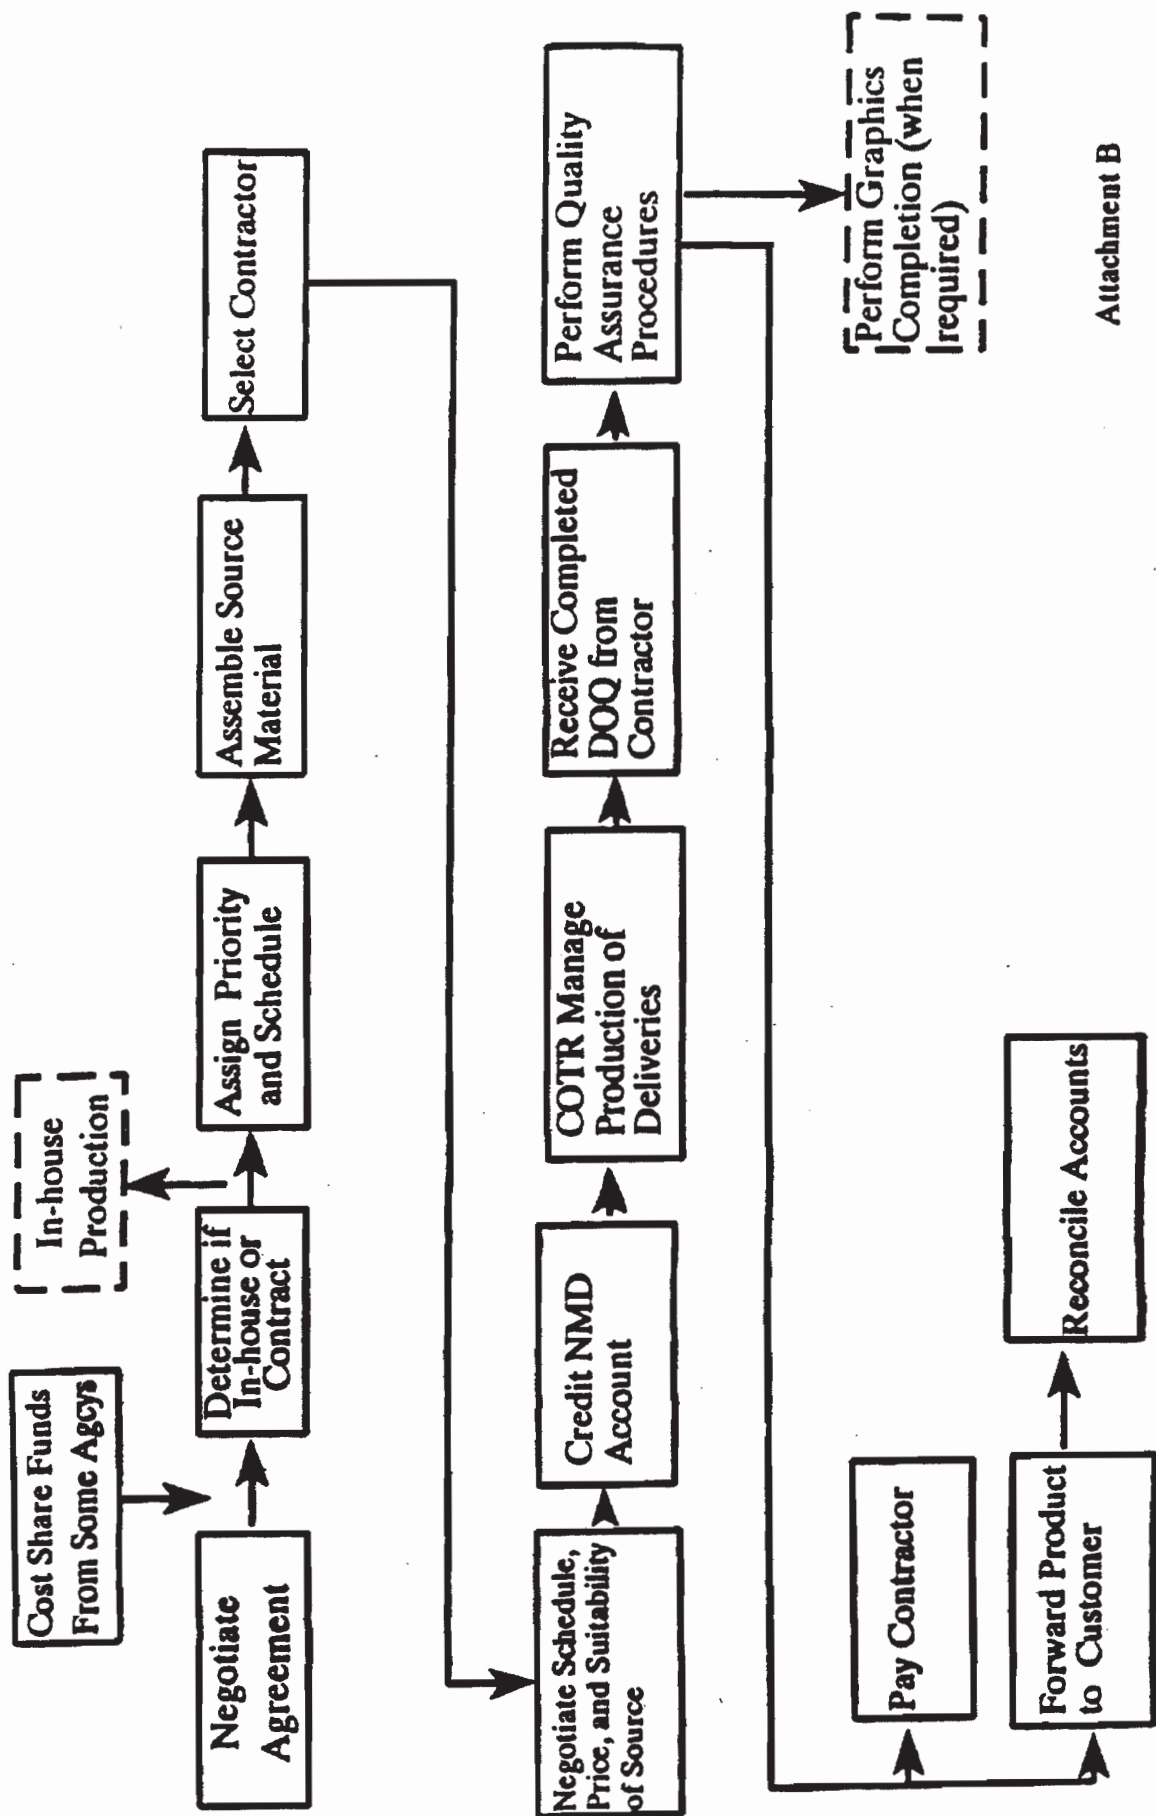 Cost Share Funds
From Some Agcys
In-house
Production
Negotiate
Agreement
Determine if
In-house or
Contract
Assign Priority
and Schedule
Assemble Source
Material
Select Contractor
Negotiate Schedule,
Price, and Suitability
of Source
Credit NMD
Account
COTR Manage
Production of
Deliveries
Receive Completed
DOQ from
Contractor
Perform Quality
Assurance
Procedures
Pay Contractor
Perform Graphics
Completion (when
required)
Forward Product
to Customer
Reconcile Accounts
Attachment B